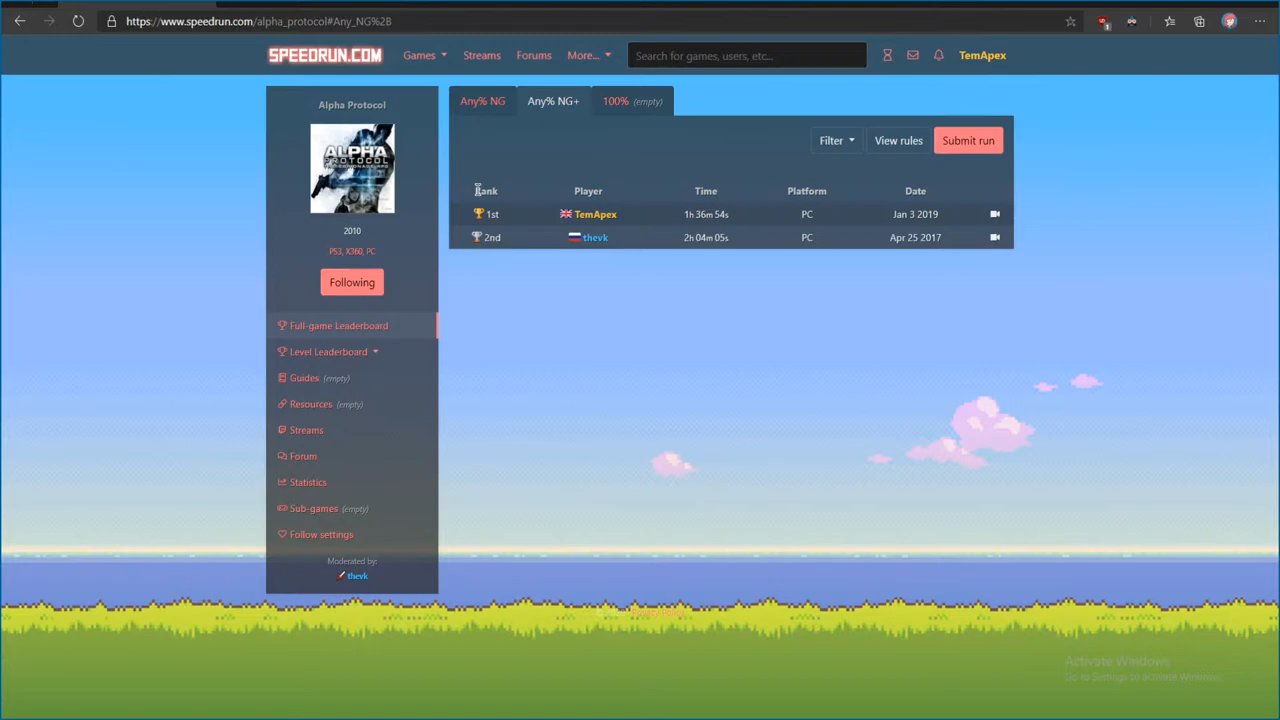 https://www.speedrun.com/alpha_protocol#Any_NG%2B
1
SPEEDRUN.COM
Games
Streams
Forums
More...
Search for games, users, etc...
TemApex
Alpha Protocol
ALPHA
PROTOCOL
2010
PS3, X360, PC
Following
Full-game Leaderboard
Level Leaderboard
Guides (empty)
Resources (empty)
Streams
Forum
Statistics
Sub-games (empty)
Follow settings
Moderated by:
thevk
Any% NG
Any% NG+
100% (empty)
Filter
View rules
Submit run
Rank Player Time Platform Date
1st TemApex 1h 36m 54s PC Jan 3 2019
2nd thevk 2h 04m 05s PC Apr 25 2017
Activate Windows
Go to Settings to activate Windows.